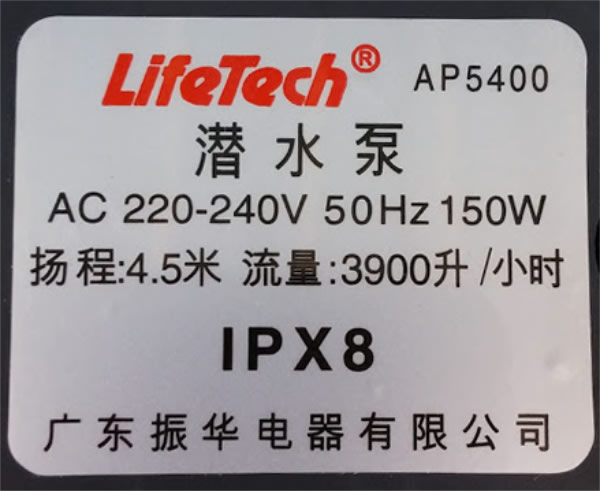 LifeTech® AP5400
潜水泵
AC 220-240V 50Hz 150W
扬程:4.5米 流量:3900升/小时
IPX8
广东振华电器有限公司